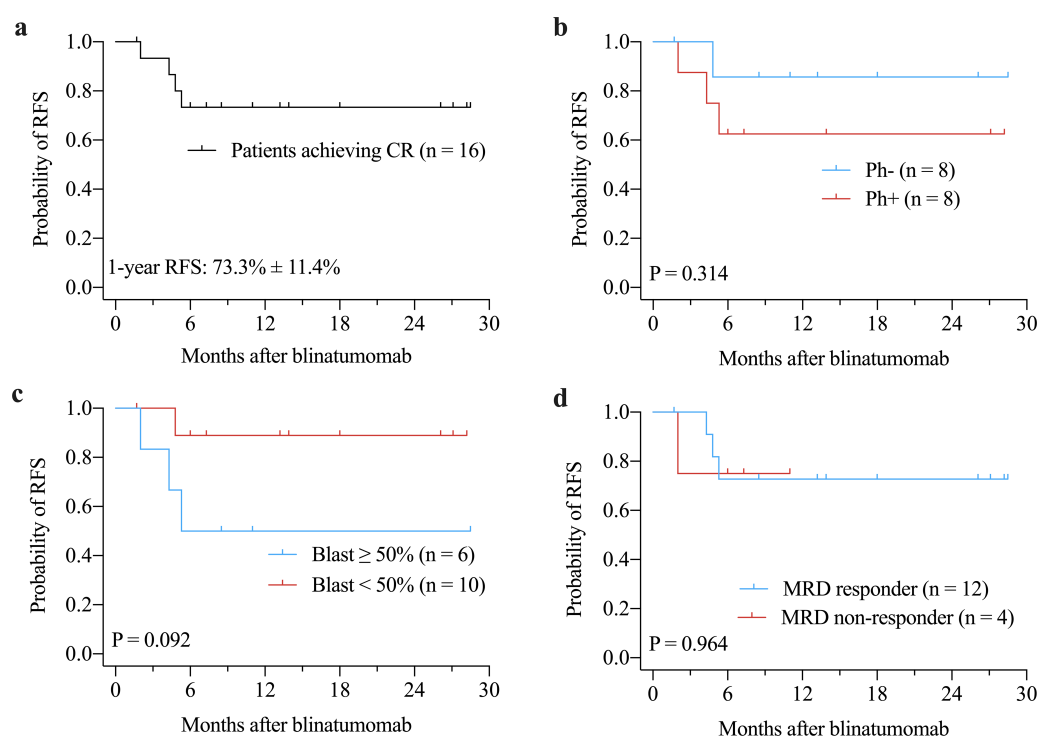 a
1.0
0.8
0.6
0.4
0.2
0.0
Probability of RFS
Patients achieving CR (n = 16)
1-year RFS: 73.3% ± 11.4%
0 6 12 18 24 30
Months after blinatumomab
b
1.0
0.8
0.6
0.4
0.2
0.0
Probability of RFS
Ph- (n = 8)
Ph+ (n = 8)
P = 0.314
0 6 12 18 24 30
Months after blinatumomab
c
1.0
0.8
0.6
0.4
0.2
0.0
Probability of RFS
Blast ≥ 50% (n = 6)
Blast < 50% (n = 10)
P = 0.092
0 6 12 18 24 30
Months after blinatumomab
d
1.0
0.8
0.6
0.4
0.2
0.0
Probability of RFS
MRD responder (n = 12)
MRD non-responder (n = 4)
P = 0.964
0 6 12 18 24 30
Months after blinatumomab